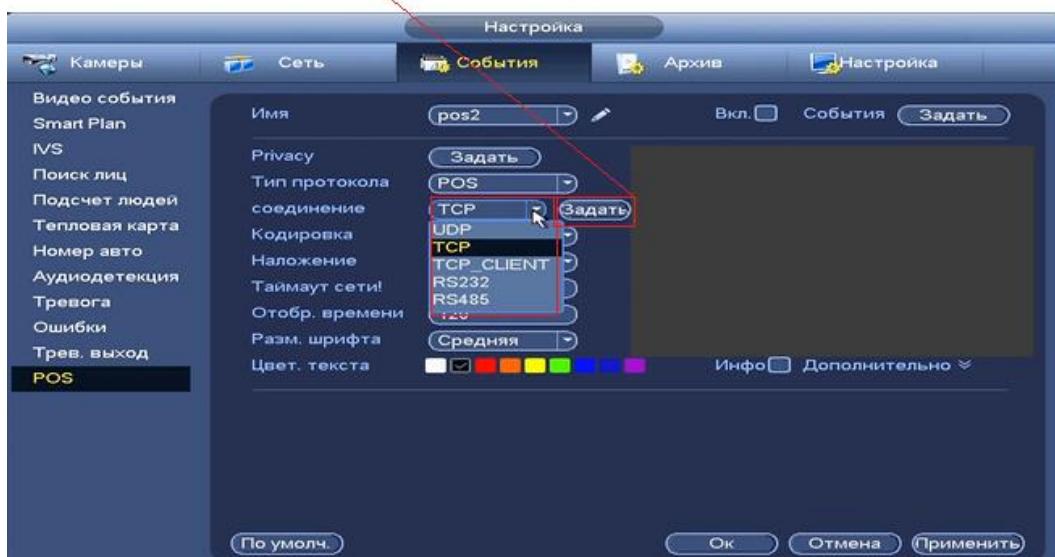 Настройка
Камеры Сеть События Архив Настройка
Видео события
Smart Plan
IVS
Поиск лиц
Подсчет людей
Тепловая карта
Номер авто
Аудиодетекция
Тревога
Ошибки
Трев. выход
POS
Имя pos2 Вкл. События Задать
Privacy Задать
Тип протокола POS
соединение TCP Задать
UDP
TCP
TCP_CLIENT
RS232
RS485
Кодировка
Наложение
Таймаут сети!
Отобр. времени 120
Разм. шрифта Средняя
Цвет. текста Инфо Дополнительно
По умолч. Ок Отмена Применить